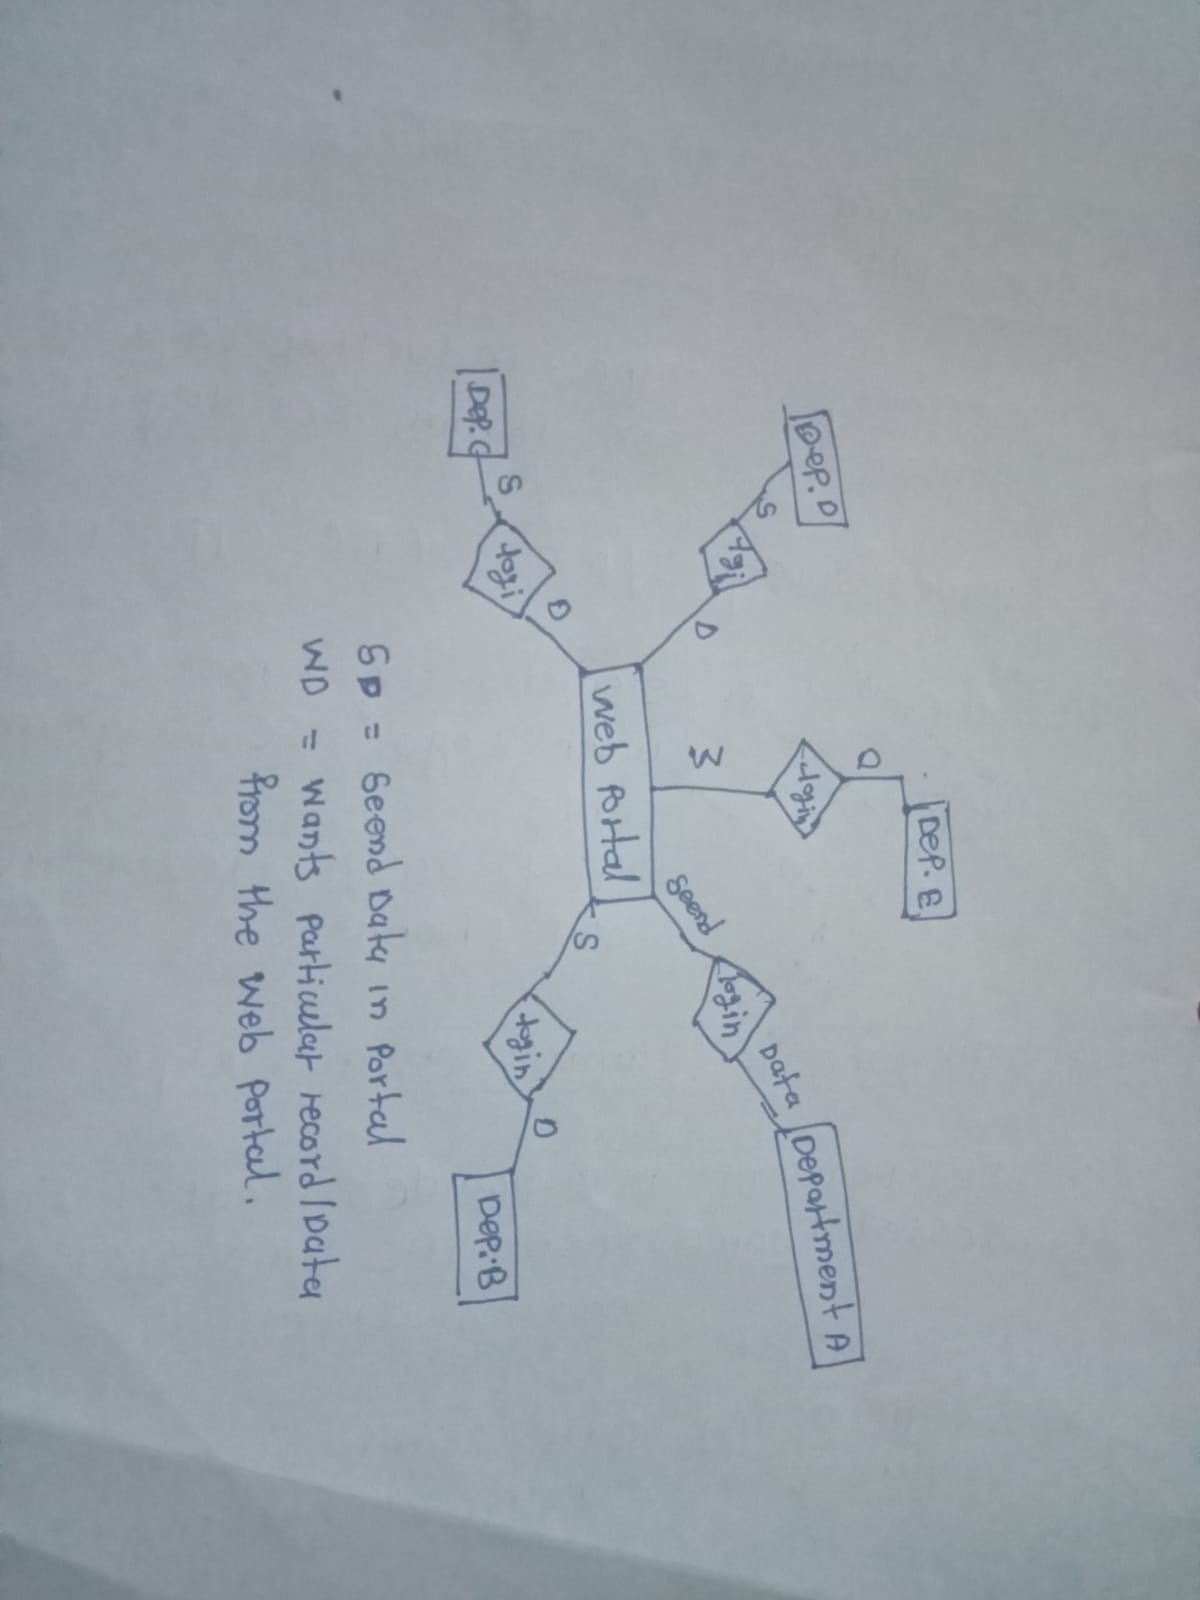 Dep. E
D
login
W
Dep. D
S
logi
D
Department A
Data
login
Seend
web portal
D
logi
S
Dep. C
S
login
D
Dep. B
SD = Seend Data in Portal
WD = Wants particular record/Data
from the web portal.